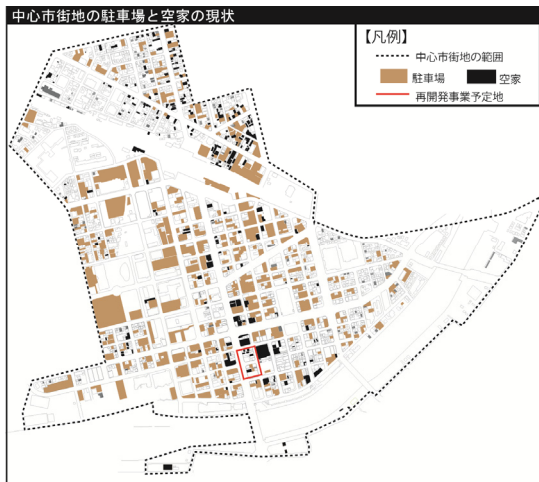 中心市街地の駐車場と空家の現状
【凡例】
中心市街地の範囲
駐車場 空家
再開発事業予定地